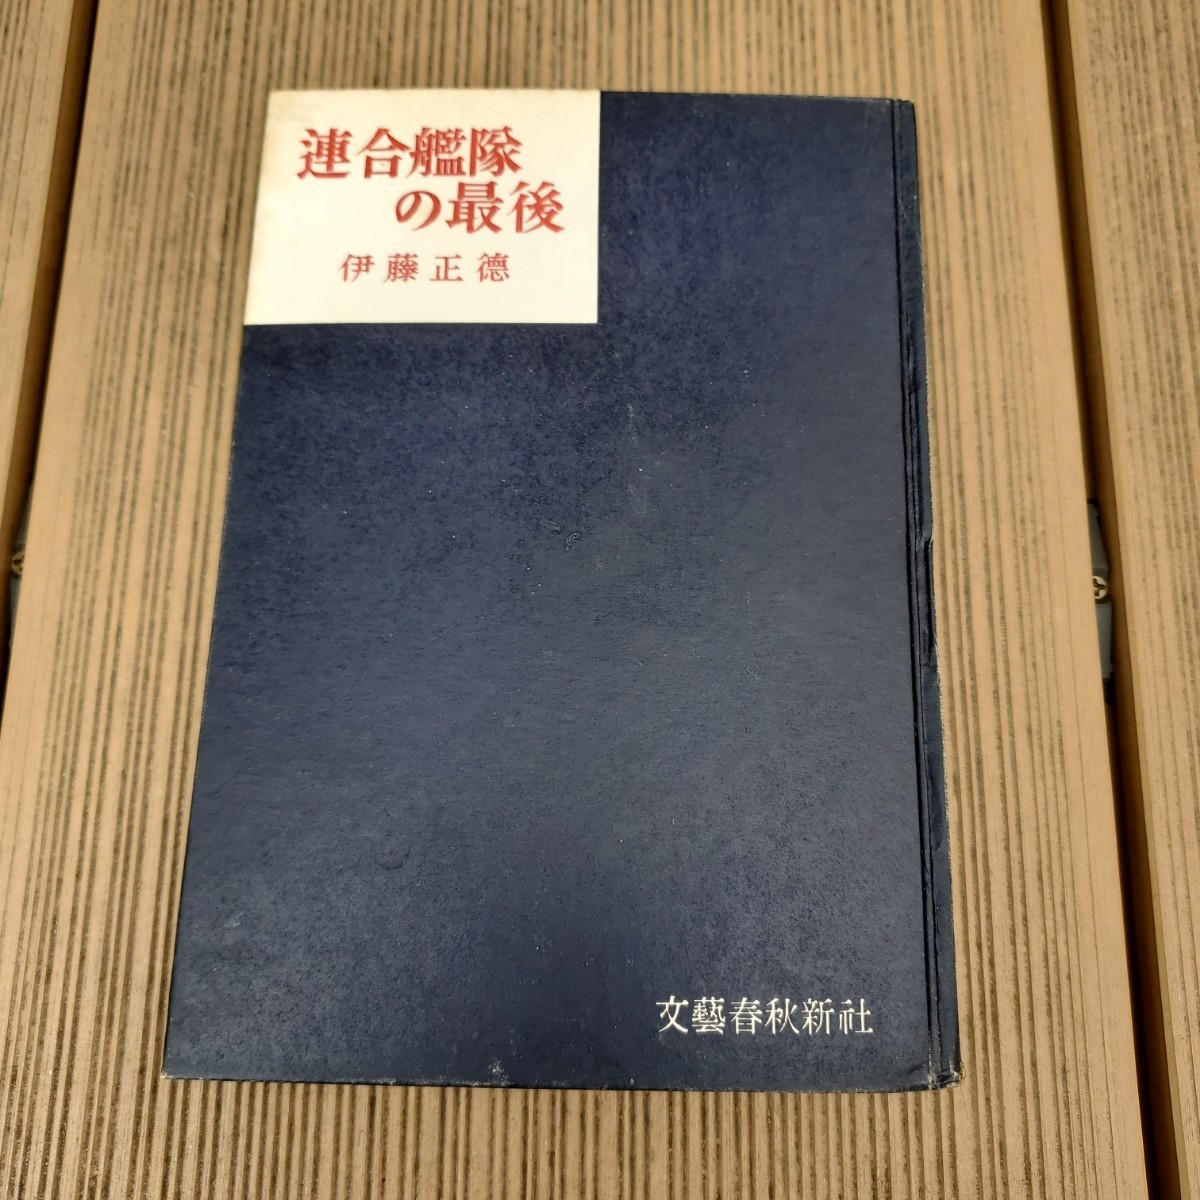 連合艦隊
の最後
伊藤正德
文藝春秋新社